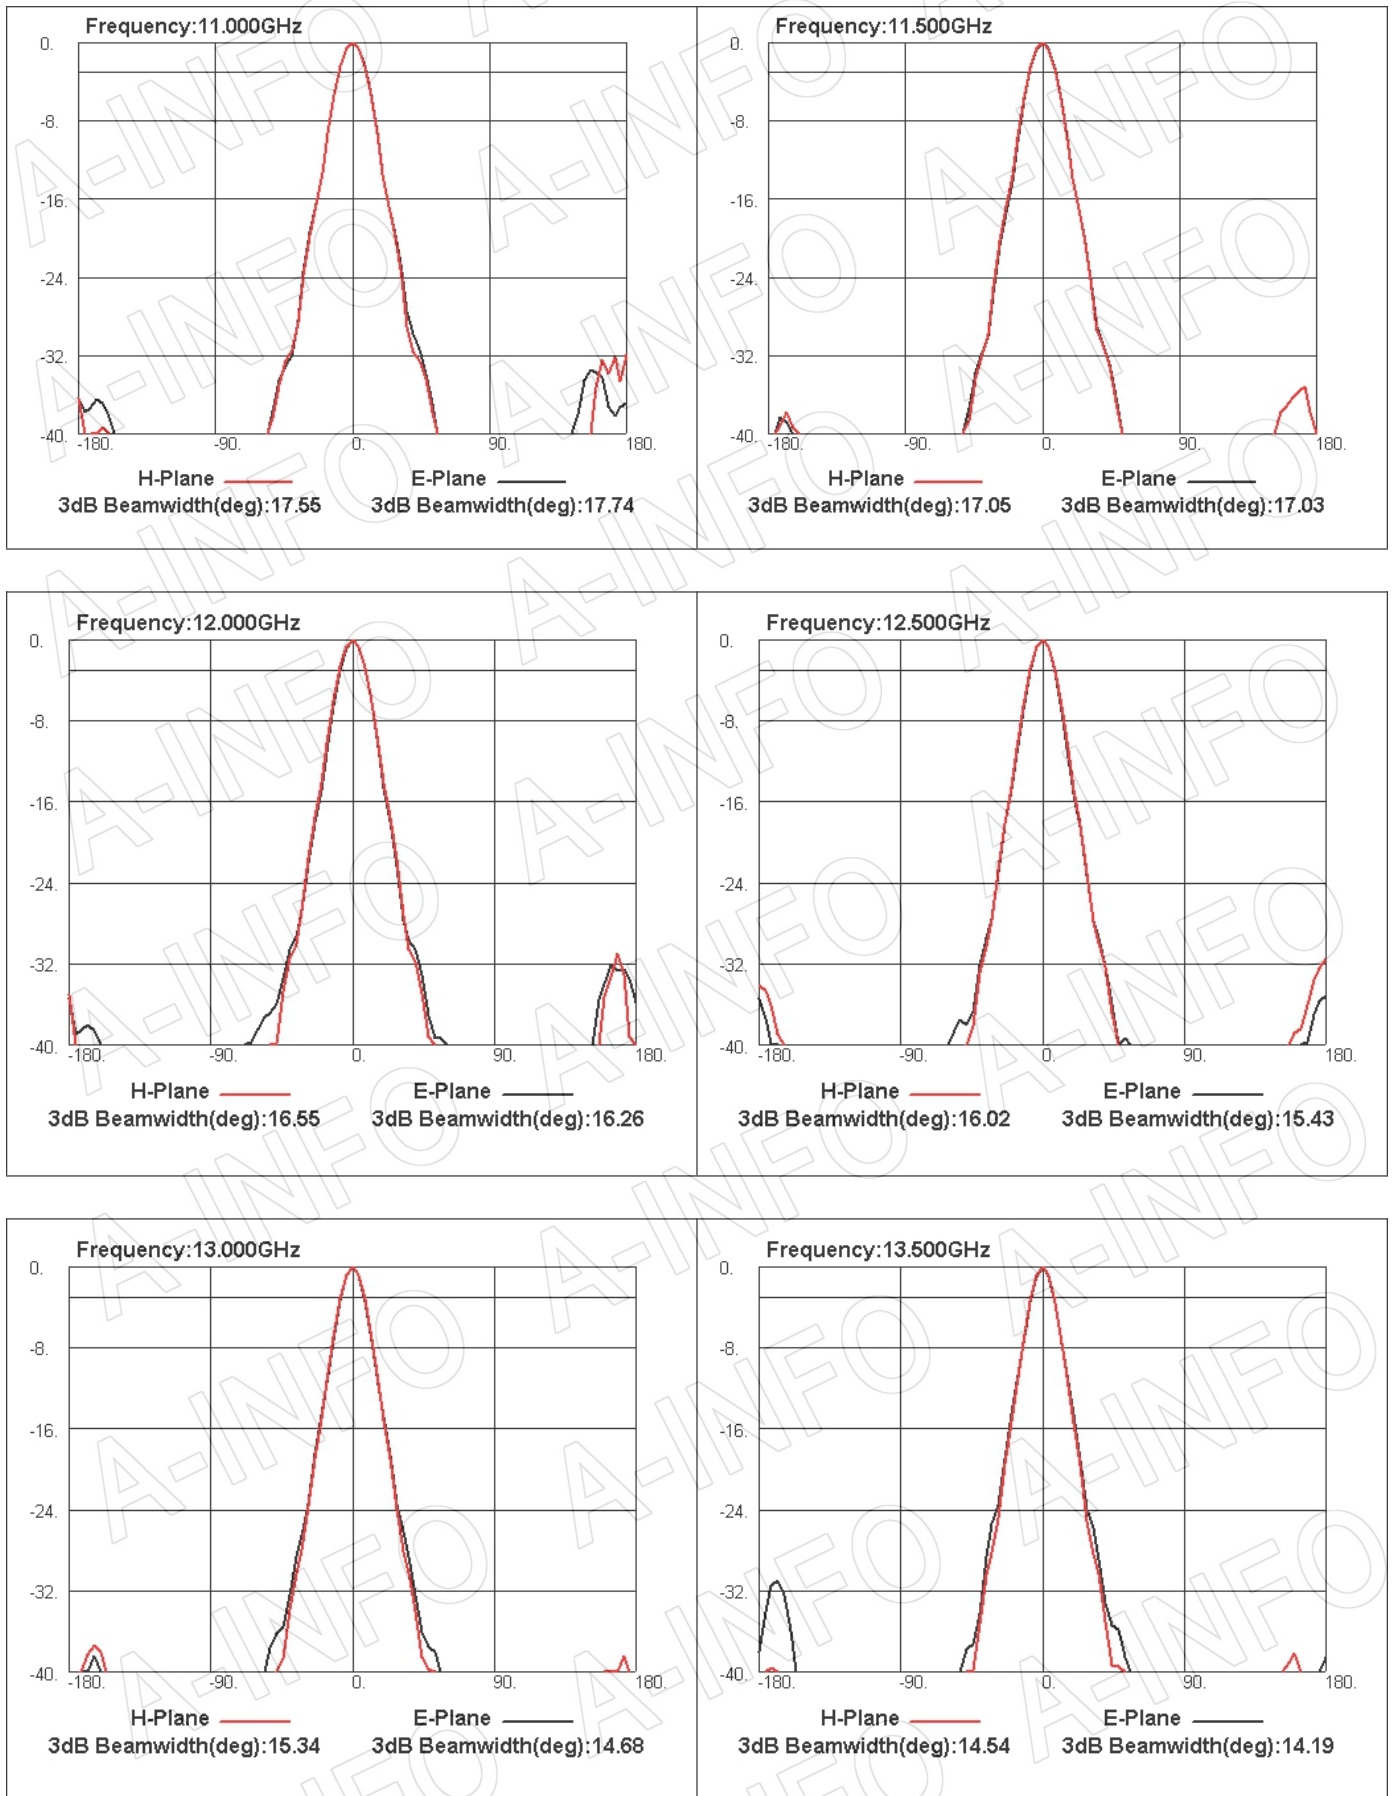 Frequency:11.000GHz
0.
-8.
-16.
-24.
-32.
-40.
-180. -90. 0. 90. 180.
H-Plane E-Plane
3dB Beamwidth(deg):17.55 3dB Beamwidth(deg):17.74
Frequency:11.500GHz
0.
-8.
-16.
-24.
-32.
-40.
-180. -90. 0. 90. 180.
H-Plane E-Plane
3dB Beamwidth(deg):17.05 3dB Beamwidth(deg):17.03
Frequency:12.000GHz
0.
-8.
-16.
-24.
-32.
-40.
-180. -90. 0. 90. 180.
H-Plane E-Plane
3dB Beamwidth(deg):16.55 3dB Beamwidth(deg):16.26
Frequency:12.500GHz
0.
-8.
-16.
-24.
-32.
-40.
-180. -90. 0. 90. 180.
H-Plane E-Plane
3dB Beamwidth(deg):16.02 3dB Beamwidth(deg):15.43
Frequency:13.000GHz
0.
-8.
-16.
-24.
-32.
-40.
-180. -90. 0. 90. 180.
H-Plane E-Plane
3dB Beamwidth(deg):15.34 3dB Beamwidth(deg):14.68
Frequency:13.500GHz
0.
-8.
-16.
-24.
-32.
-40.
-180. -90. 0. 90. 180.
H-Plane E-Plane
3dB Beamwidth(deg):14.54 3dB Beamwidth(deg):14.19
A-INFO